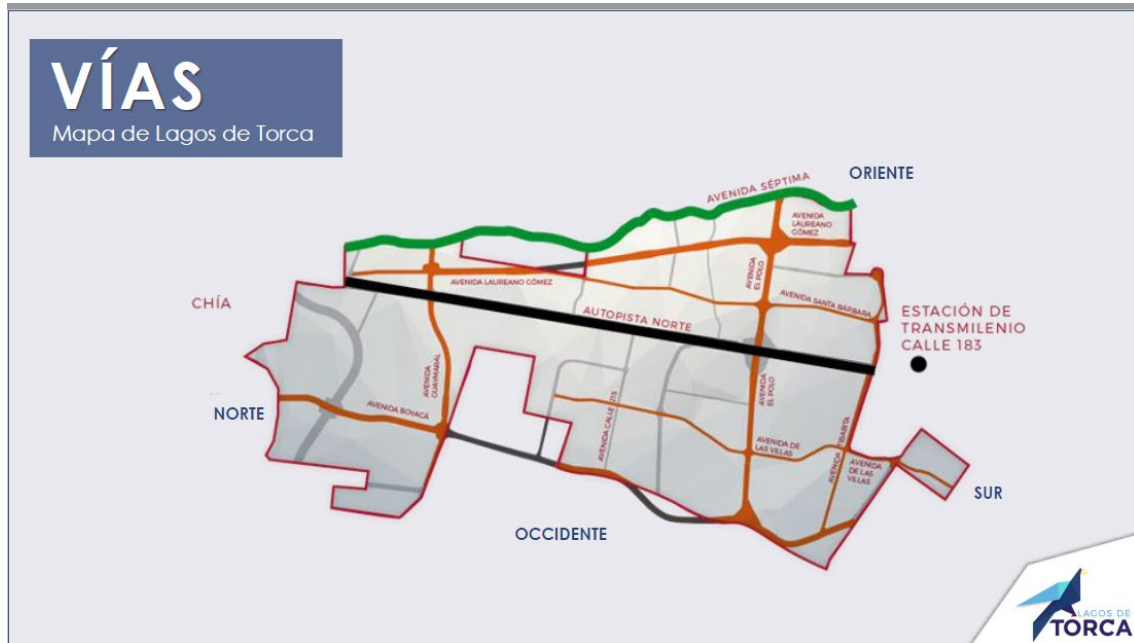 VÍAS
Mapa de Lagos de Torca
ORIENTE
AVENIDA SÉPTIMA
AVENIDA
LAUREANO
GÓMEZ
AVENIDA LAUREANO GÓMEZ
AVENIDA
EL POLO
CHÍA
AVENIDA SANTA BÁRBARA
AUTOPISTA NORTE
ESTACIÓN DE
TRANSMILENIO
CALLE 183
AVENIDA
GUAYMARAL
AVENIDA
EL POLO
NORTE
AVENIDA BOYACÁ
AVENIDA CALLE 215
AVENIDA DE
LAS VILLAS
AVENIDA TIBABITA
AVENIDA
DE LAS
VILLAS
SUR
OCCIDENTE
LAGOS DE
TORCA